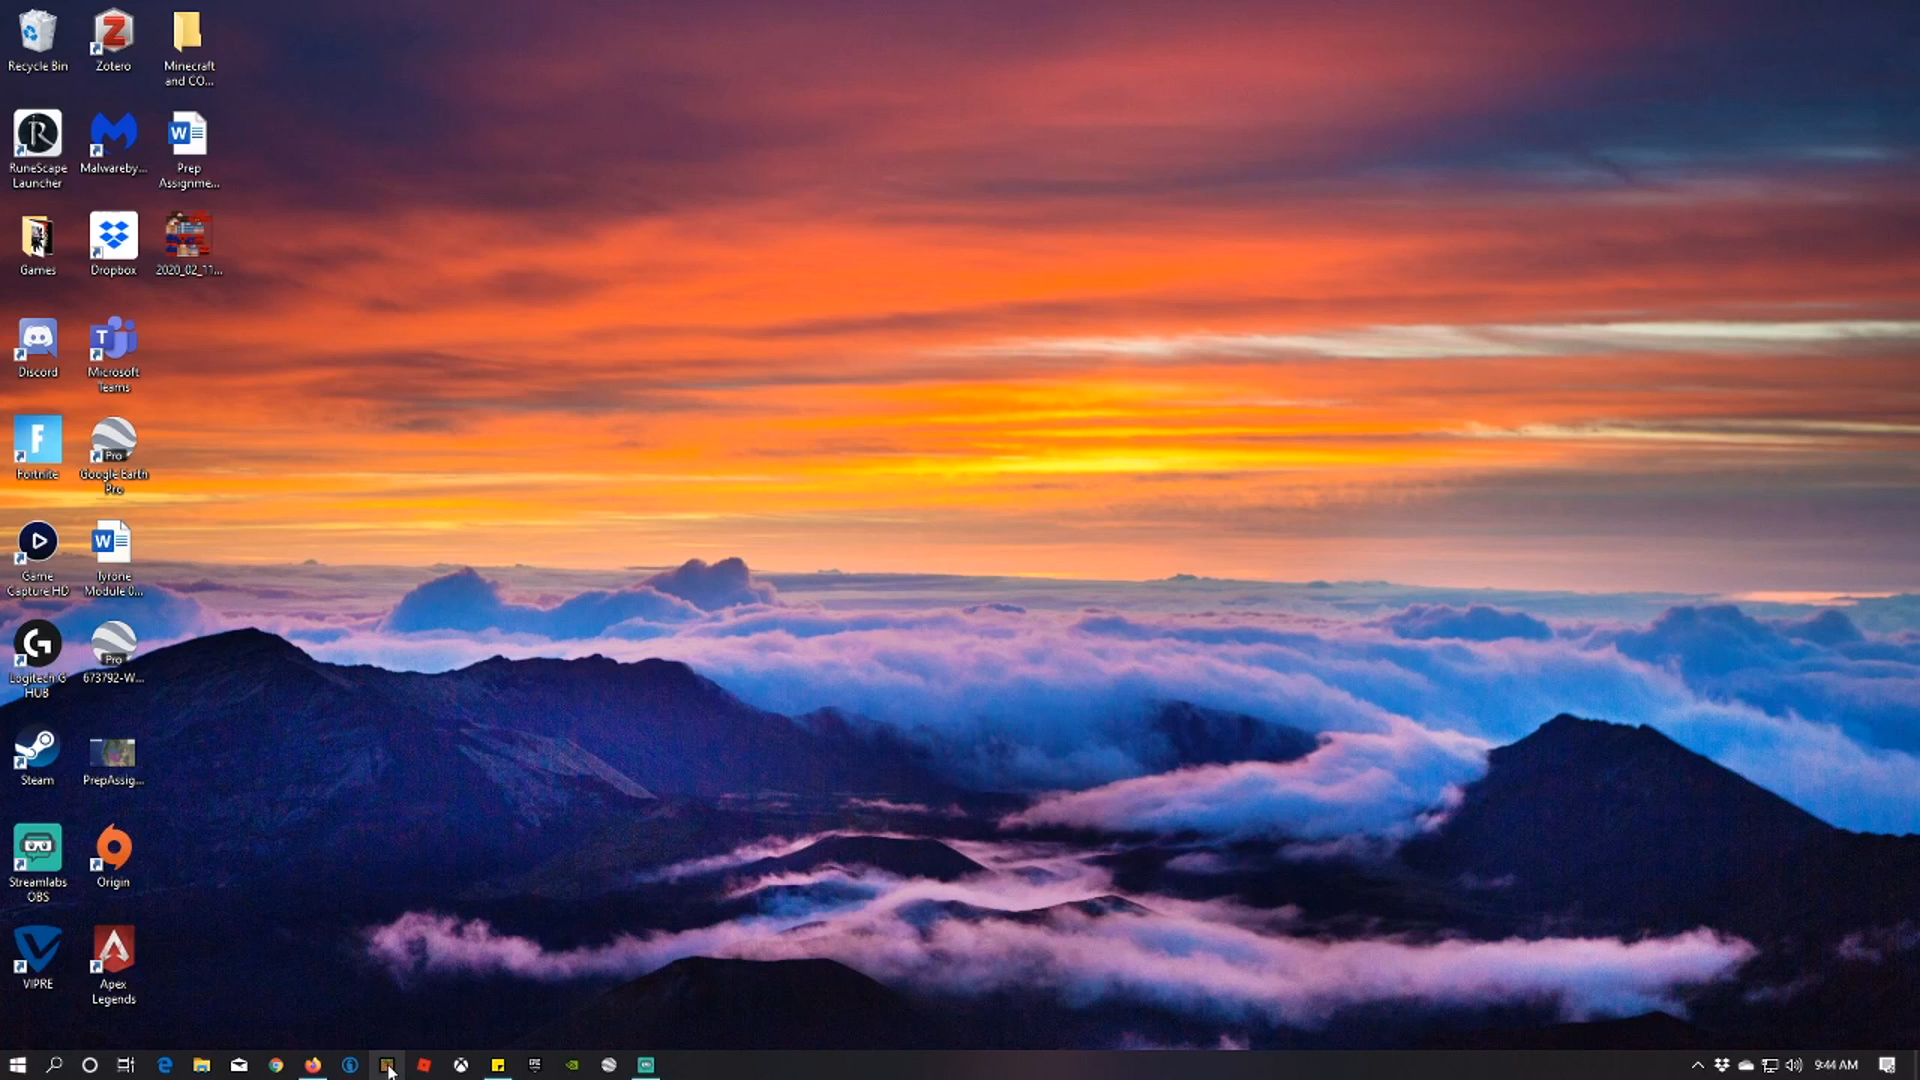 Recycle Bin
Zotero
Minecraft
and CO...
RuneScape
Launcher
Malwareby...
Prep
Assignme...
Games
Dropbox
2020_02_11...
Discord
Microsoft
Teams
Fortnite
Google Earth
Pro
Game
Capture HD
Tyrone
Module 0...
Logitech G
HUB
673792-W...
Steam
PrepAssig...
Streamlabs
OBS
Origin
VIPRE
Apex
Legends
9:44 AM